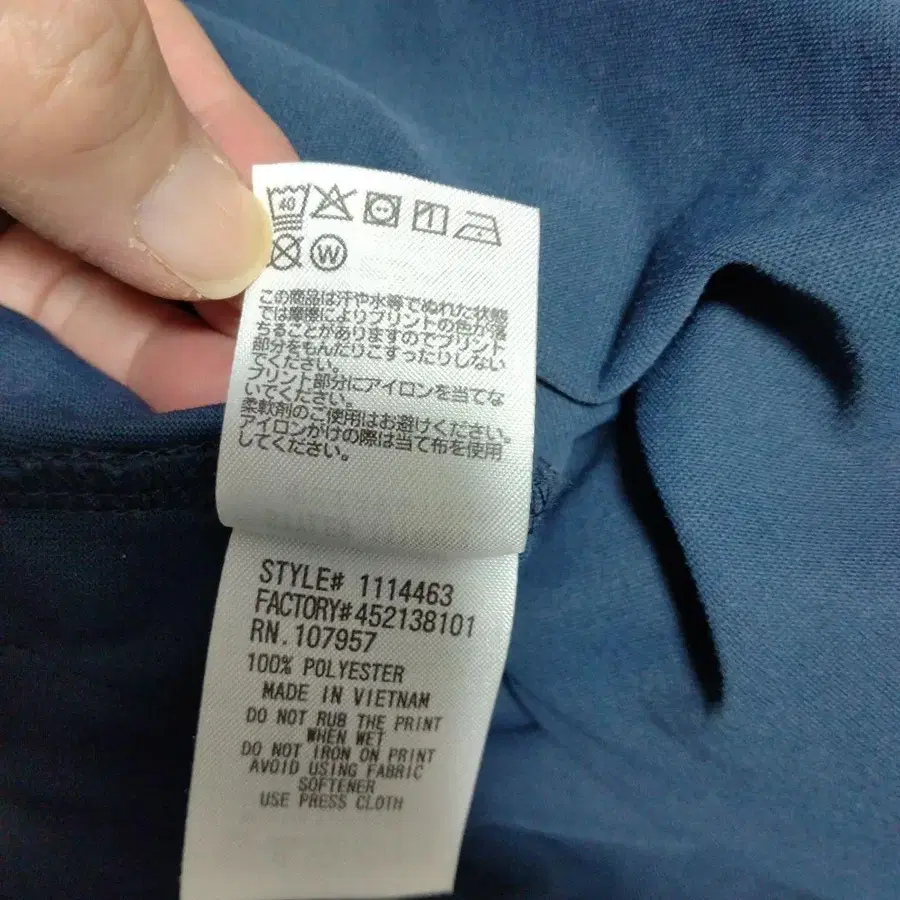 40
W
この商品は汗や水等でぬれた状態
では摩擦によりプリントの色が落
ちることがありますのでプリント
部分をもんだりこすったりしない
でください。
プリント部分にアイロンを当てな
いでください。
柔軟剤のご使用はお避けください。
アイロンがけの際は当て布を使用
してください。
STYLE# 1114463
FACTORY#452138101
RN.107957
100% POLYESTER
MADE IN VIETNAM
DO NOT RUB THE PRINT
WHEN WET
DO NOT IRON ON PRINT
AVOID USING FABRIC
SOFTENER
USE PRESS CLOTH